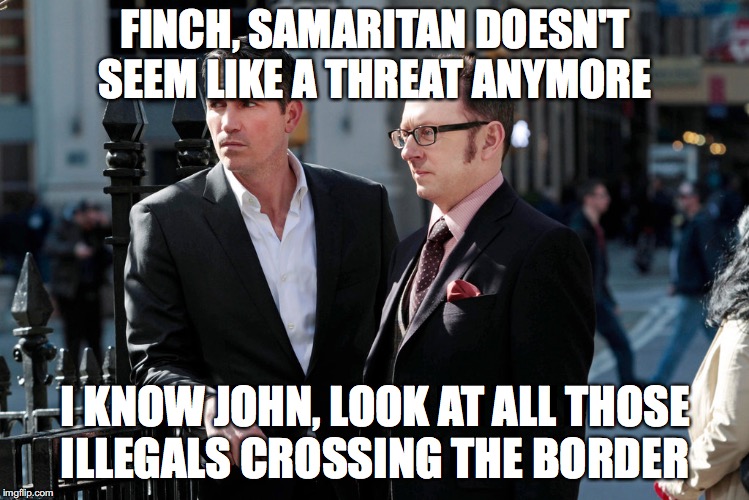 FINCH, SAMARITAN DOESN'T
SEEM LIKE A THREAT ANYMORE
I KNOW JOHN, LOOK AT ALL THOSE
ILLEGALS CROSSING THE BORDER
imgflip.com